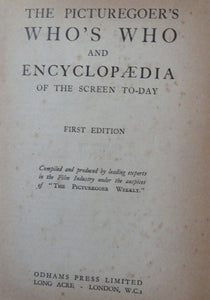 THE PICTUREGOER'S
WHO'S WHO
AND
ENCYCLOPÆDIA
OF THE SCREEN TO-DAY
FIRST EDITION
Compiled and produced by leading experts
in the Film Industry under the auspices
of "THE PICTUREGOER WEEKLY."
ODHAMS PRESS LIMITED
LONG ACRE - LONDON, W.C.2